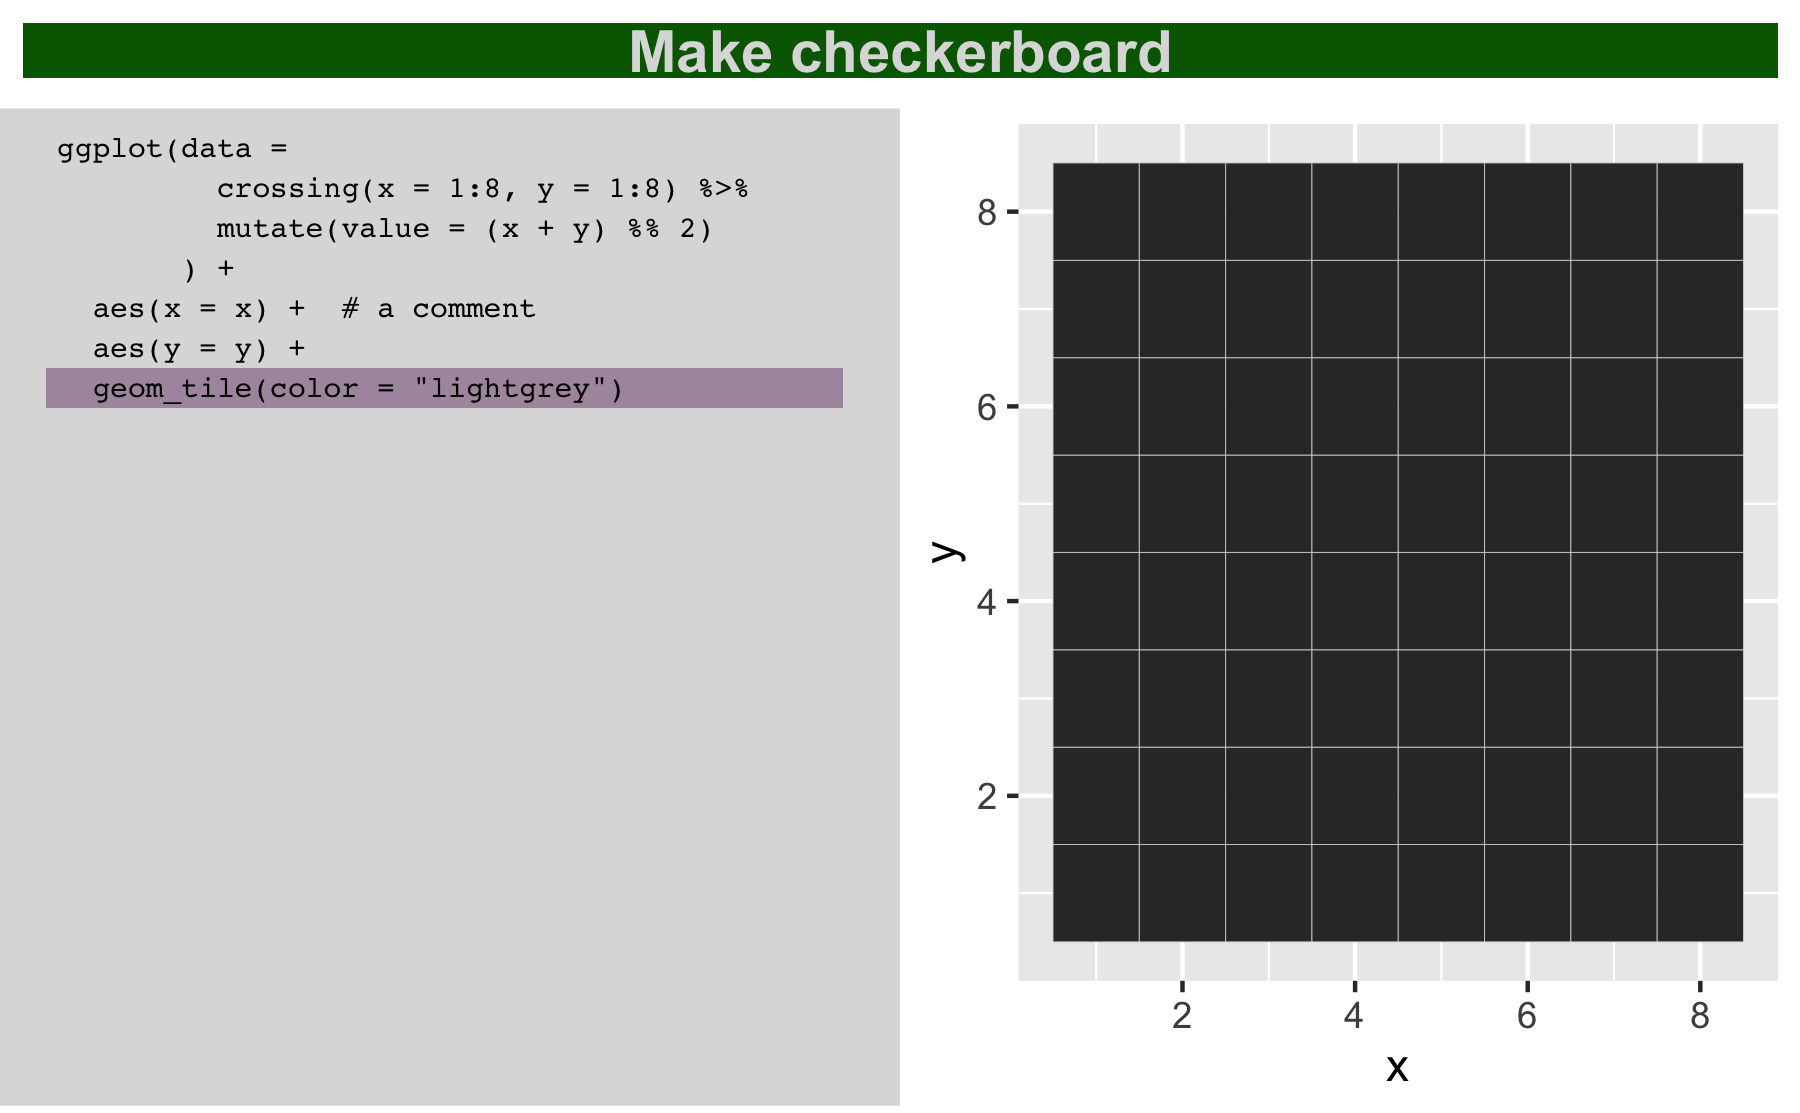 Make checkerboard
ggplot(data =
         crossing(x = 1:8, y = 1:8) %>%
         mutate(value = (x + y) %% 2)
       ) +
  aes(x = x) +  # a comment
  aes(y = y) +
  geom_tile(color = "lightgrey")
8
6
4
2
y
2 4 6 8
x